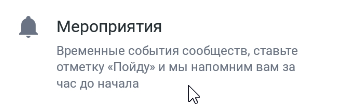 Мероприятия
Временные события сообществ, ставьте
отметку «Пойду» и мы напомним вам за
час до начала